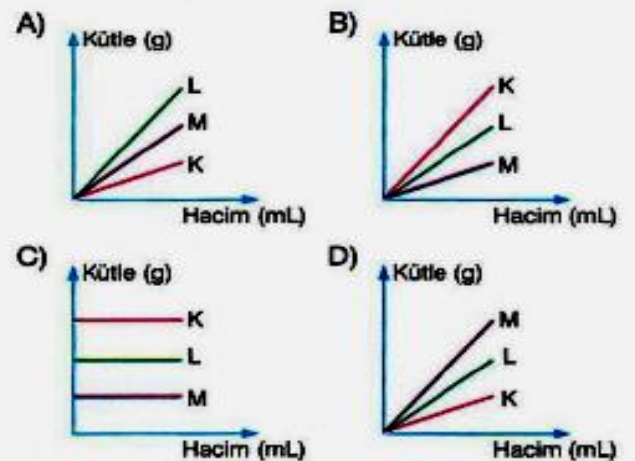 A)
Kütle (g)
L
M
K
Hacim (mL)
B)
Kütle (g)
K
L
M
Hacim (mL)
C)
Kütle (g)
K
L
M
Hacim (mL)
D)
Kütle (g)
M
L
K
Hacim (mL)